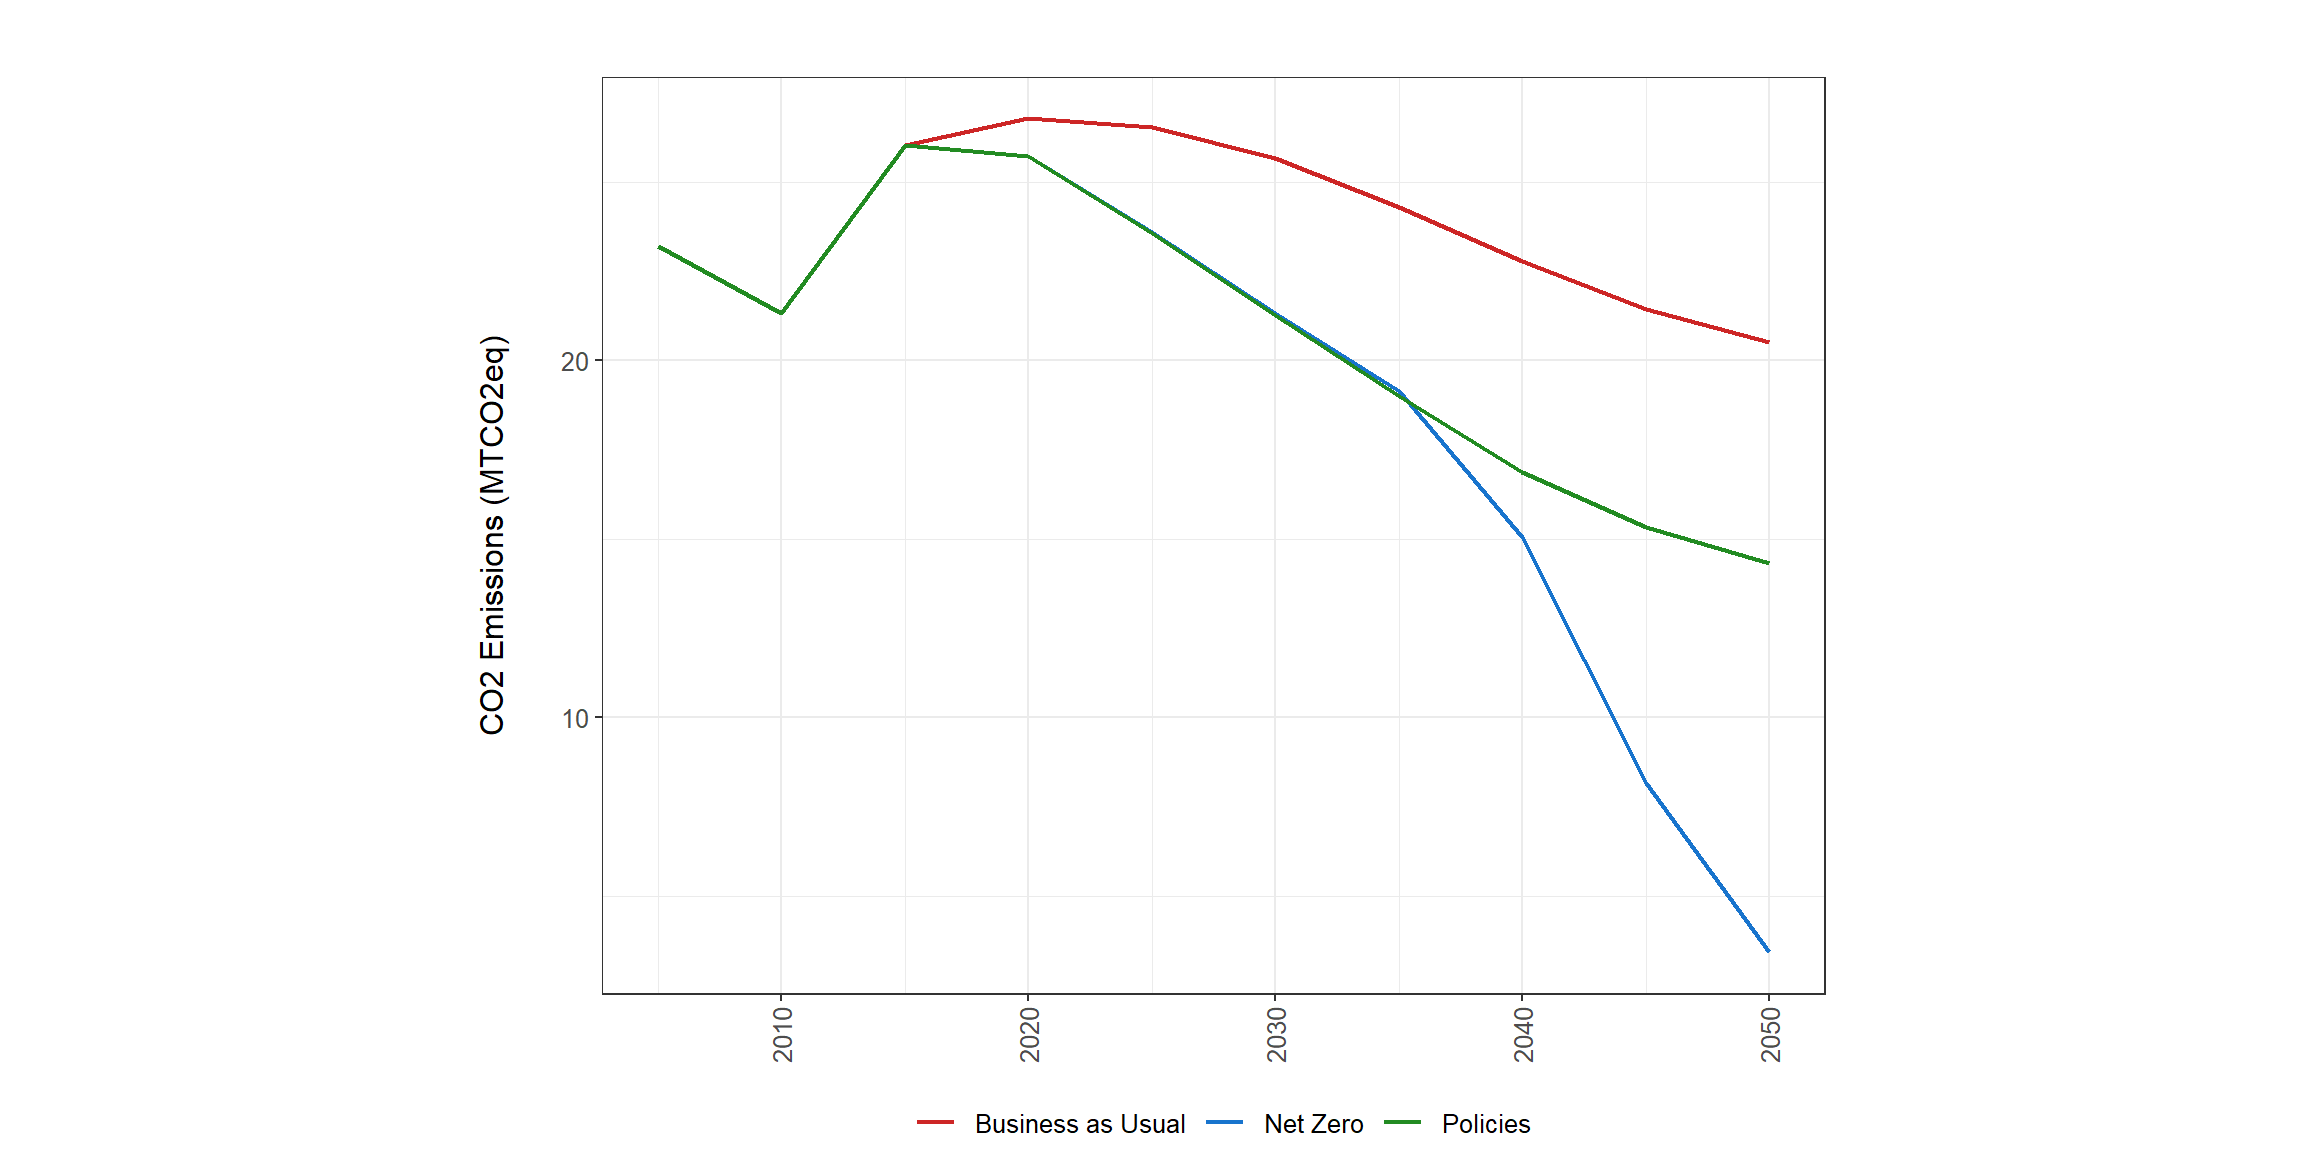 CO2 Emissions (MTCO2eq)
20
10
2010 2020 2030 2040 2050
Business as Usual Net Zero Policies